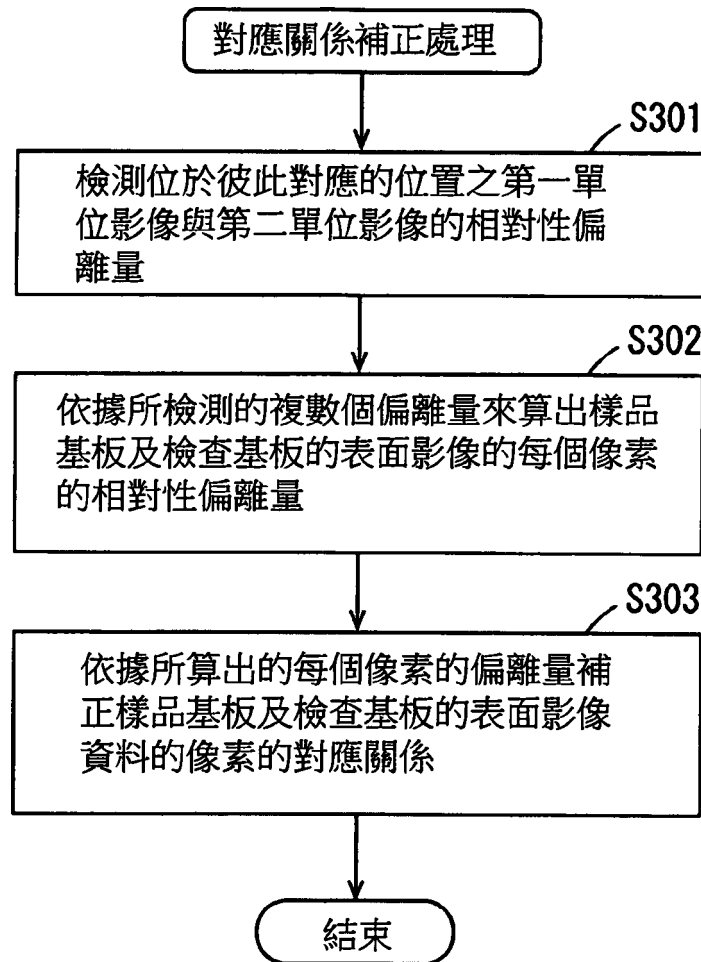 對應關係補正處理
S301
檢測位於彼此對應的位置之第一單
位影像與第二單位影像的相對性偏
離量
S302
依據所檢測的複數個偏離量來算出樣品
基板及檢查基板的表面影像的每個像素
的相對性偏離量
S303
依據所算出的每個像素的偏離量補
正樣品基板及檢查基板的表面影像
資料的像素的對應關係
結束